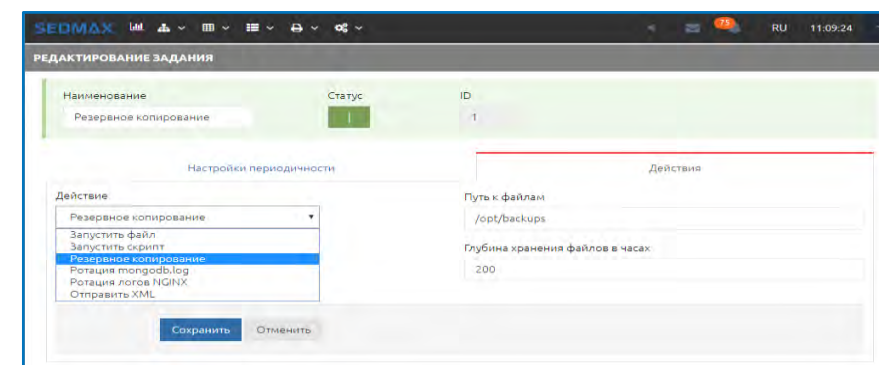 SEDMAX
73
RU
11:09:24
РЕДАКТИРОВАНИЕ ЗАДАНИЯ
Наименование
Статус
ID
Резервное копирование
1
Настройки периодичности
Действия
Действие
Путь к файлам
Резервное копирование
/opt/backups
Запустить файл
Запустить скрипт
Резервное копирование
Ротация mongodb.log
Ротация логов NGINX
Отправить XML
Глубина хранения файлов в часах
200
Сохранить
Отменить